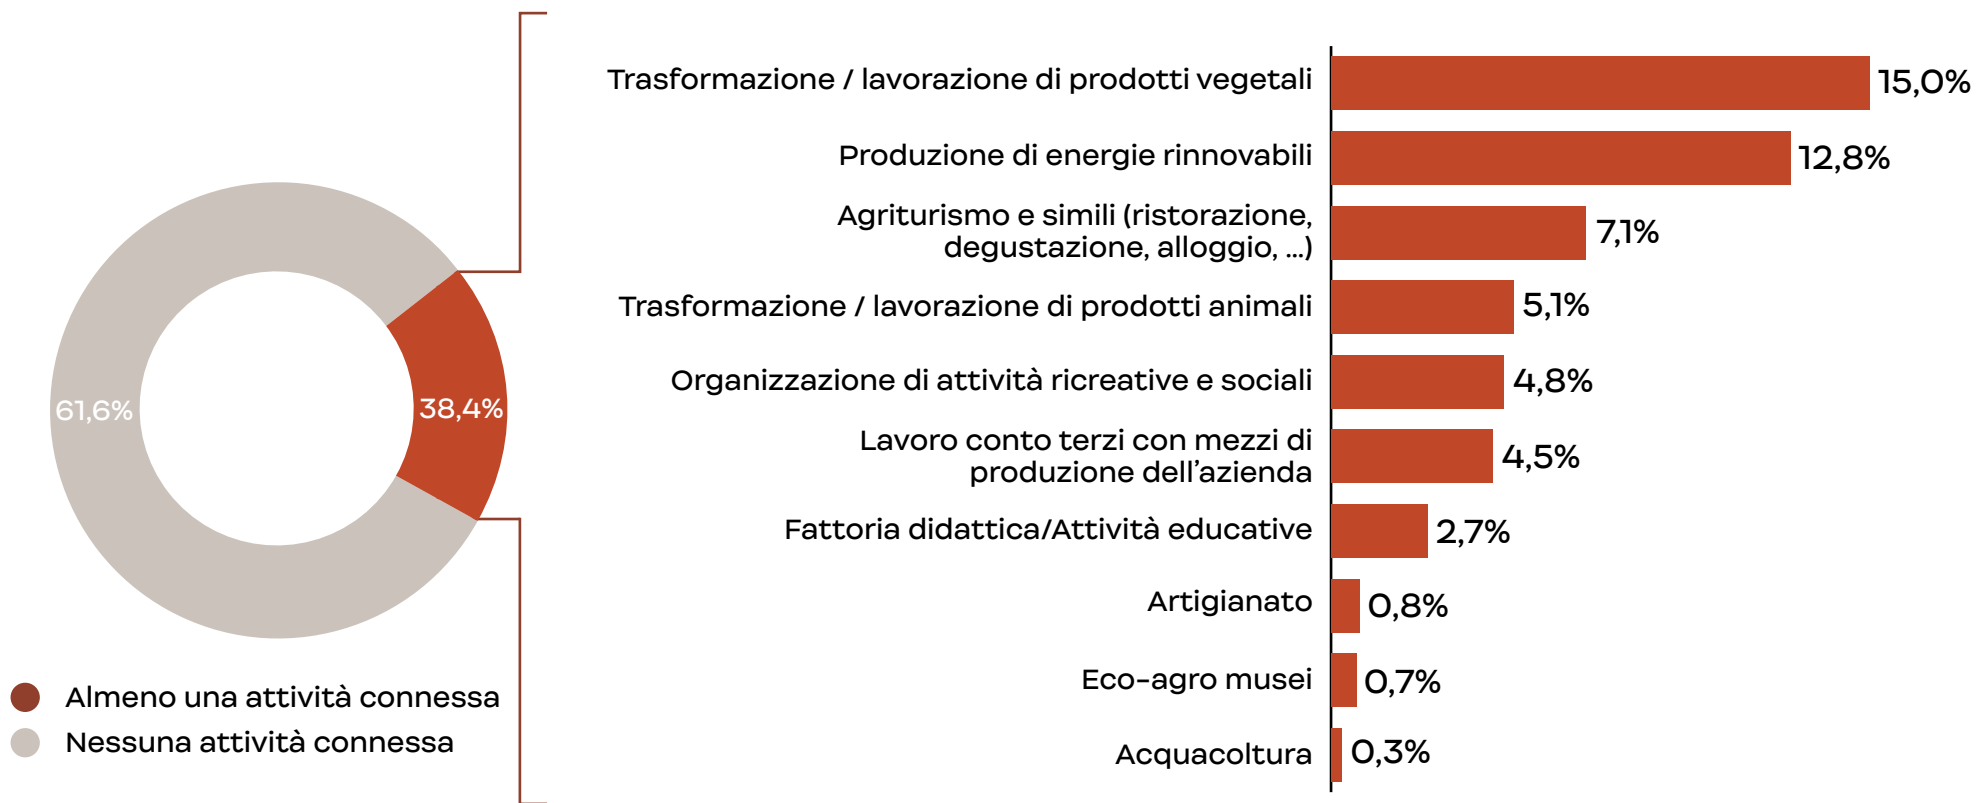 61,6%
38,4%
Almeno una attività connessa
Nessuna attività connessa
Trasformazione / lavorazione di prodotti vegetali
15,0%
Produzione di energie rinnovabili
12,8%
Agriturismo e simili (ristorazione,
degustazione, alloggio, ...)
7,1%
Trasformazione / lavorazione di prodotti animali
5,1%
Organizzazione di attività ricreative e sociali
4,8%
Lavoro conto terzi con mezzi di
produzione dell'azienda
4,5%
Fattoria didattica/Attività educative
2,7%
Artigianato
0,8%
Eco-agro musei
0,7%
Acquacoltura
0,3%